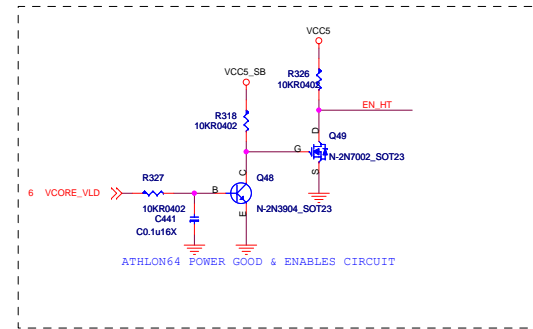 VCC5
VCC5_SB
R326
10KR0402
EN_HT
R318
10KR0402
D
Q49
G
N-2N7002_SOT23
S
C
R327
Q48
6 VCORE_VLD
B
10KR0402
N-2N3904_SOT23
C441
E
C0.1u16X
ATHLON64 POWER GOOD & ENABLES CIRCUIT